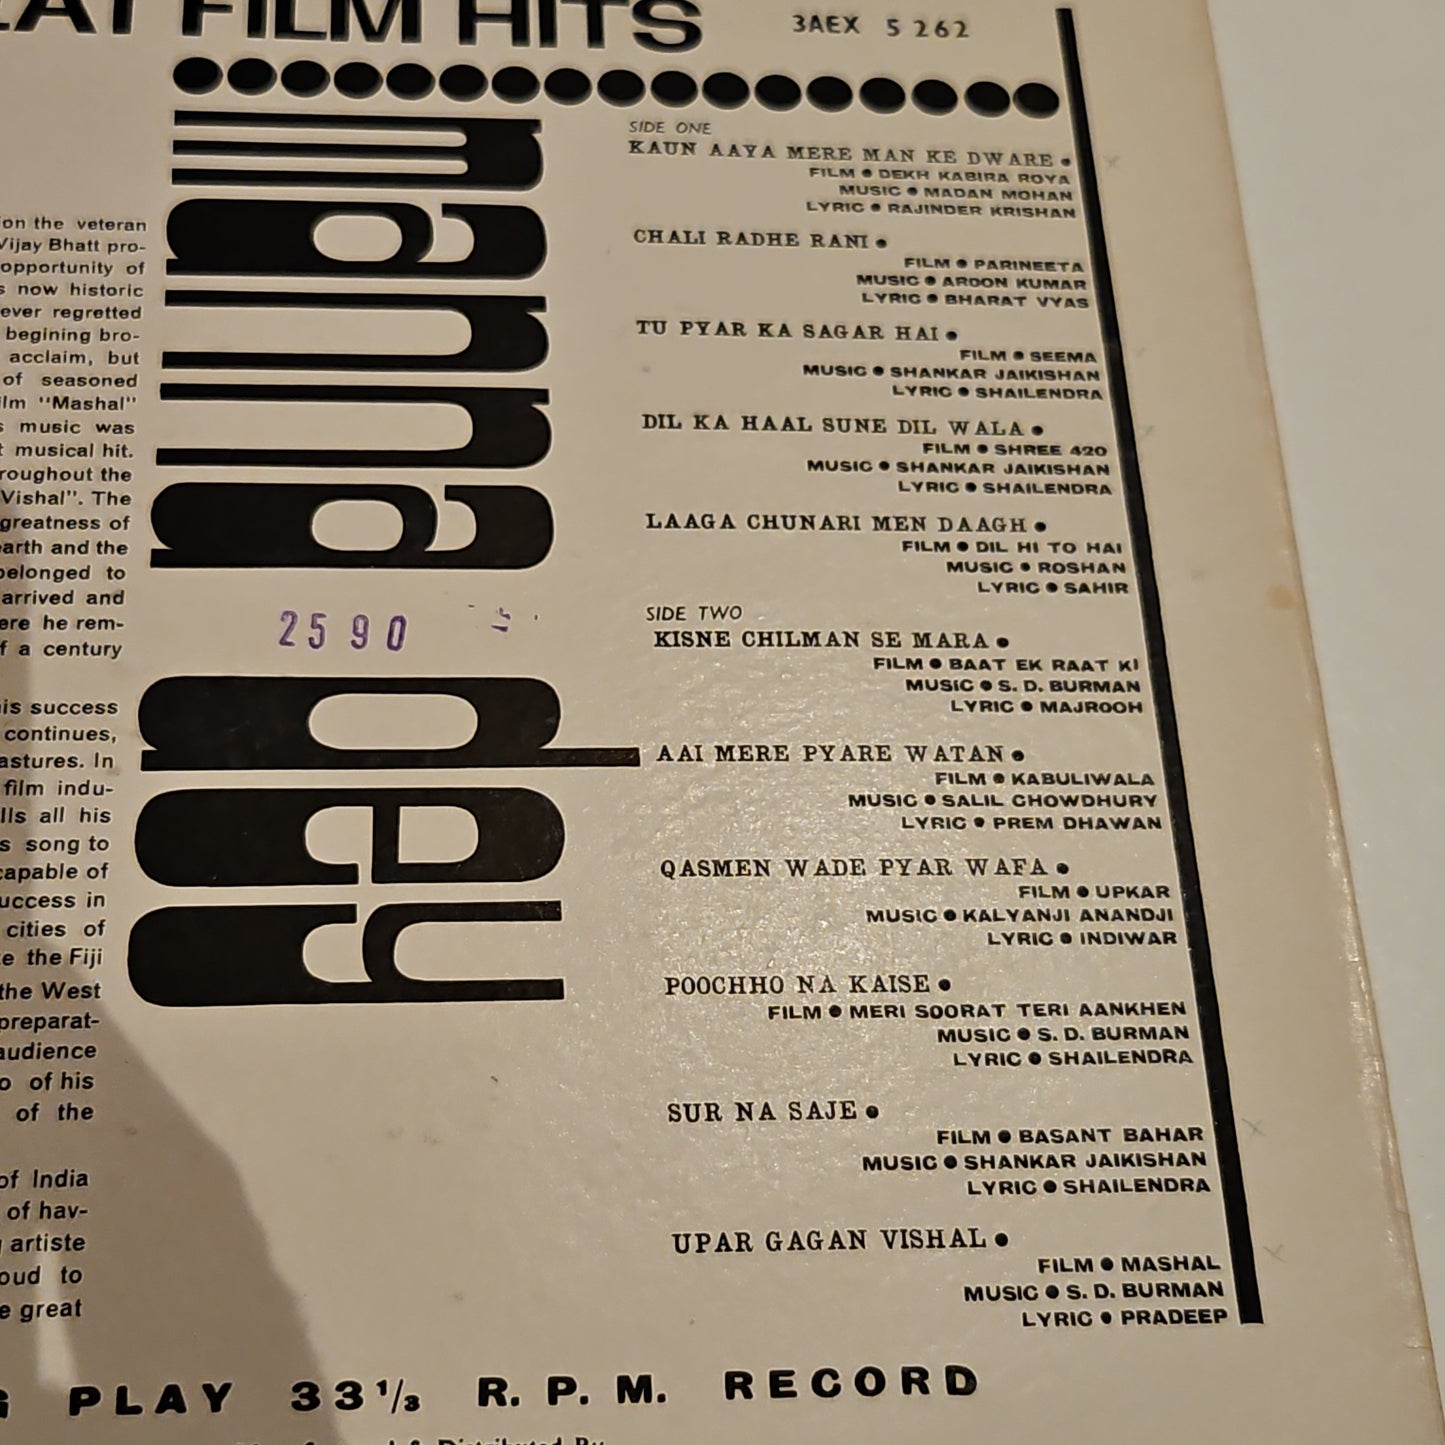 FILM HITS
3AEX 5262
ion the veteran
Vijay Bhatt pro-
opportunity of
s now historic
ever regretted
begining bro-
acclaim, but
of seasoned
"Mashal"
s music was
t musical hit.
roughout the
Vishal". The
greatness of
earth and the
belonged to
arrived and
ere he rem-
f a century
is success
continues,
astures. In
film indu-
lls all his
s song to
capable of
uccess in
cities of
e the Fiji
the West
preparat-
audience
o of his
of the
of India
of hav-
artiste
oud to
e great
manna dey
2590
SIDE ONE
KAUN AAYA MERE MAN KE DWARE ●
FILM ● DEKH KABIRA ROYA
MUSIC ● MADAN MOHAN
LYRIC ● RAJINDER KRISHAN
CHALI RADHE RANI ●
FILM ● PARINEETA
MUSIC ● AROON KUMAR
LYRIC ● BHARAT VYAS
TU PYAR KA SAGAR HAI ●
FILM ● SEEMA
MUSIC ● SHANKAR JAIKISHAN
LYRIC ● SHAILENDRA
DIL KA HAAL SUNE DIL WALA ●
FILM ● SHREE 420
MUSIC ● SHANKAR JAIKISHAN
LYRIC ● SHAILENDRA
LAAGA CHUNARI MEN DAAGH ●
FILM ● DIL HI TO HAI
MUSIC ● ROSHAN
LYRIC ● SAHIR
SIDE TWO
KISNE CHILMAN SE MARA ●
FILM ● BAAT EK RAAT KI
MUSIC ● S. D. BURMAN
LYRIC ● MAJROOH
AAI MERE PYARE WATAN ●
FILM ● KABULIWALA
MUSIC ● SALIL CHOWDHURY
LYRIC ● PREM DHAWAN
QASMEN WADE PYAR WAFA ●
FILM ● UPKAR
MUSIC ● KALYANJI ANANDJI
LYRIC ● INDIWAR
POOCHHO NA KAISE ●
FILM ● MERI SOORAT TERI AANKHEN
MUSIC ● S. D. BURMAN
LYRIC ● SHAILENDRA
SUR NA SAJE ●
FILM ● BASANT BAHAR
MUSIC ● SHANKAR JAIKISHAN
LYRIC ● SHAILENDRA
UPAR GAGAN VISHAL ●
FILM ● MASHAL
MUSIC ● S. D. BURMAN
LYRIC ● PRADEEP
PLAY 33⅓ R. P. M. RECORD
& Distributed By